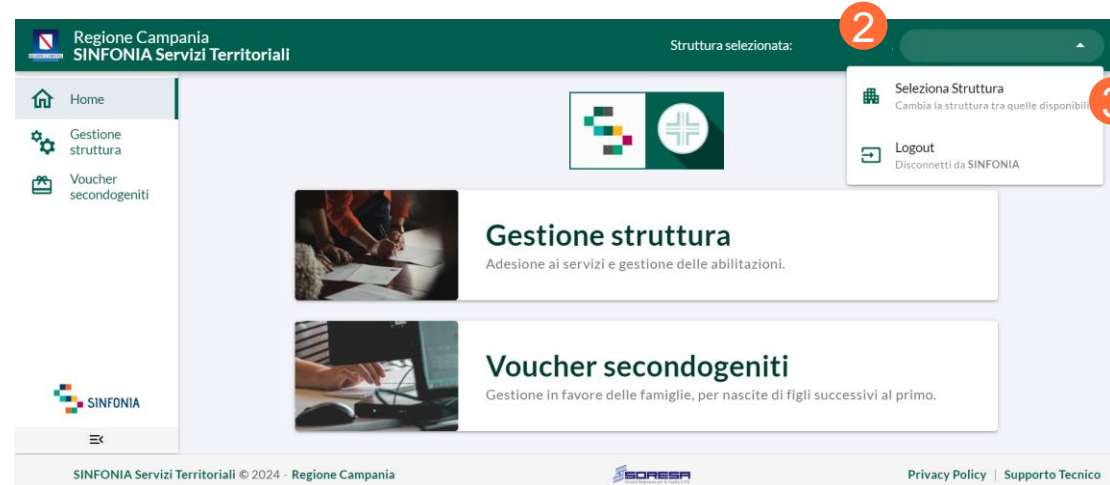 Regione Campania
SINFONIA Servizi Territoriali
Struttura selezionata:
2
Home
Gestione
struttura
Voucher
secondogeniti
Seleziona Struttura
Cambia la struttura tra quelle disponibili
3
Logout
Disconnetti da SINFONIA
Gestione struttura
Adesione ai servizi e gestione delle abilitazioni.
Voucher secondogeniti
Gestione in favore delle famiglie, per nascite di figli successivi al primo.
SINFONIA
SINFONIA Servizi Territoriali © 2024 - Regione Campania
SORESA
Privacy Policy | Supporto Tecnico